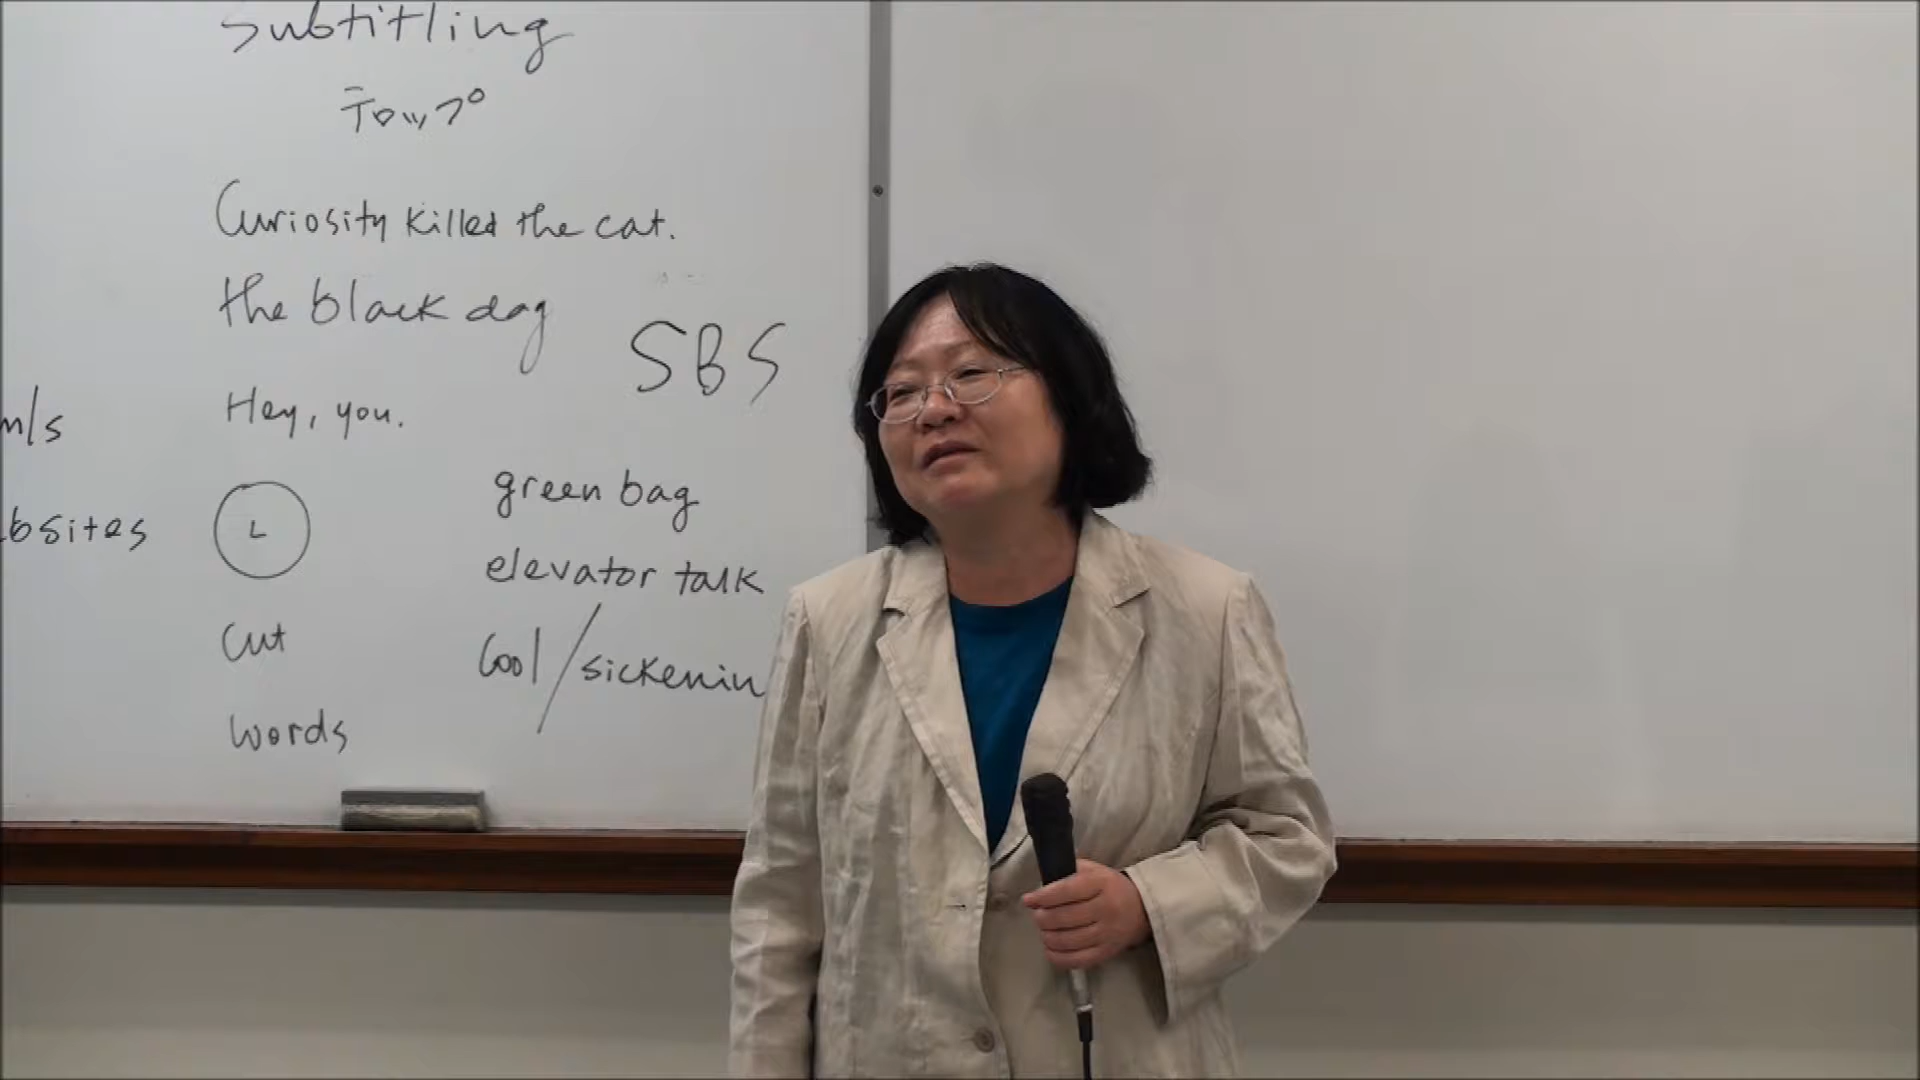 Subtitling
テロップ
Curiosity killed the cat.
the black dog
SBS
m/s
Hey, you.
green bag
bsites
L
elevator talk
cut
Cool/sickenin
words